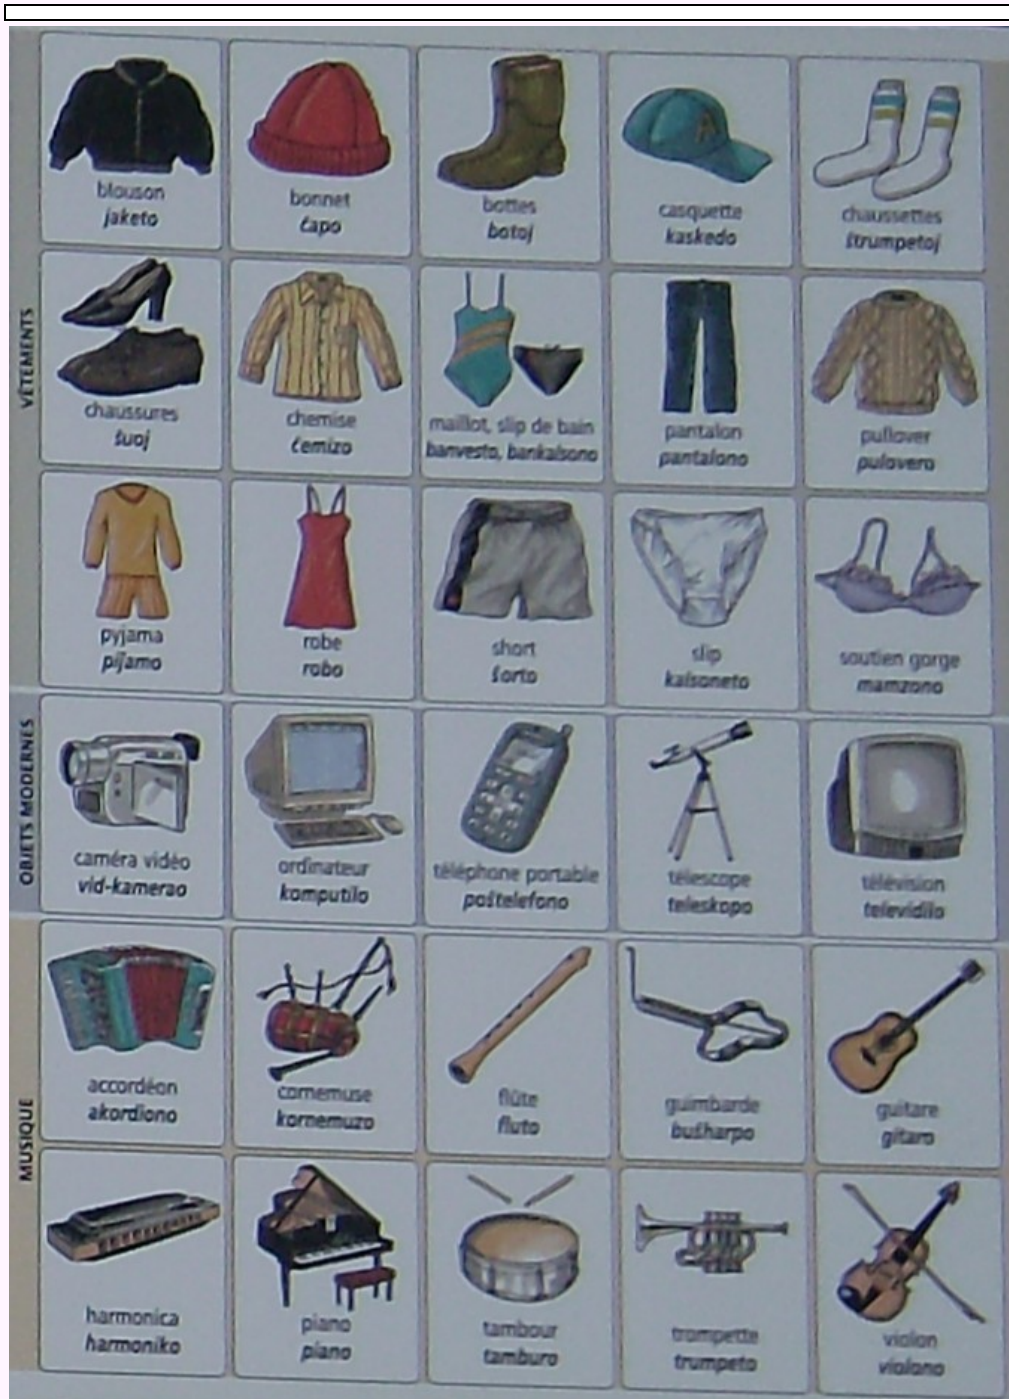 VÊTEMENTS
blouson
jaketo
bonnet
ĉapo
bottes
botoj
casquette
kaskedo
chaussettes
ŝtrumpetoj
chaussures
ŝuoj
chemise
ĉemizo
maillot, slip de bain
banvesto, bankalsono
pantalon
pantalono
pullover
pulovero
pyjama
piĵamo
robe
robo
short
ŝorto
slip
kalsoneto
soutien gorge
mamzono
OBJETS MODERNES
caméra vidéo
vid-kamerao
ordinateur
komputilo
téléphone portable
poŝtelefono
télescope
teleskopo
télévision
televidilo
MUSIQUE
accordéon
akordiono
cornemuse
kornemuzo
flûte
fluto
guimbarde
buŝharpo
guitare
gitaro
harmonica
harmoniko
piano
piano
tambour
tamburo
trompette
trumpeto
violon
violono